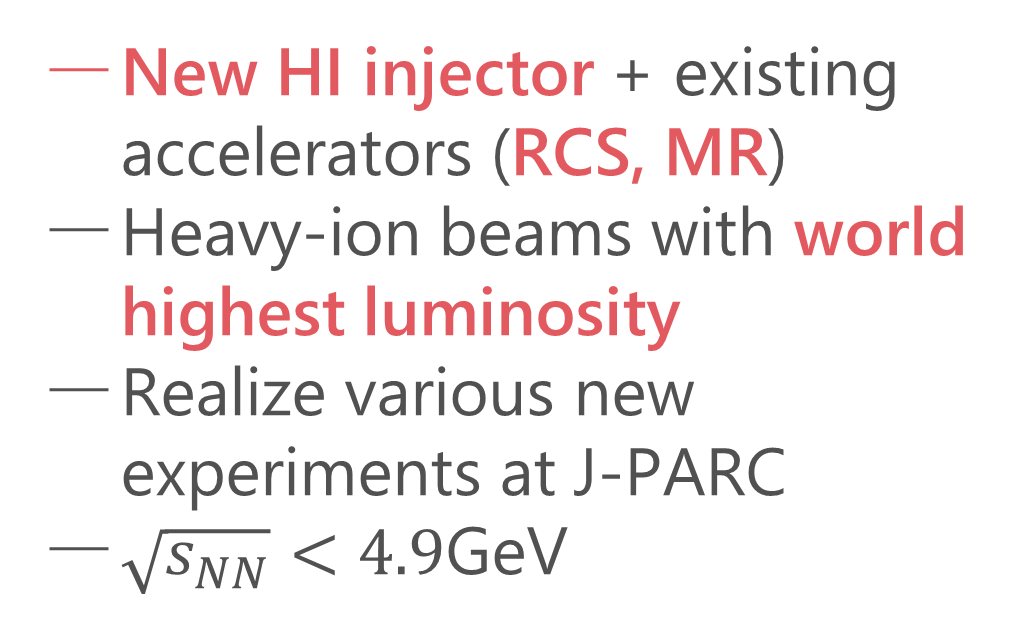 — New HI injector + existing
accelerators (RCS, MR)
— Heavy-ion beams with world
highest luminosity
— Realize various new
experiments at J-PARC
— √s_NN < 4.9GeV